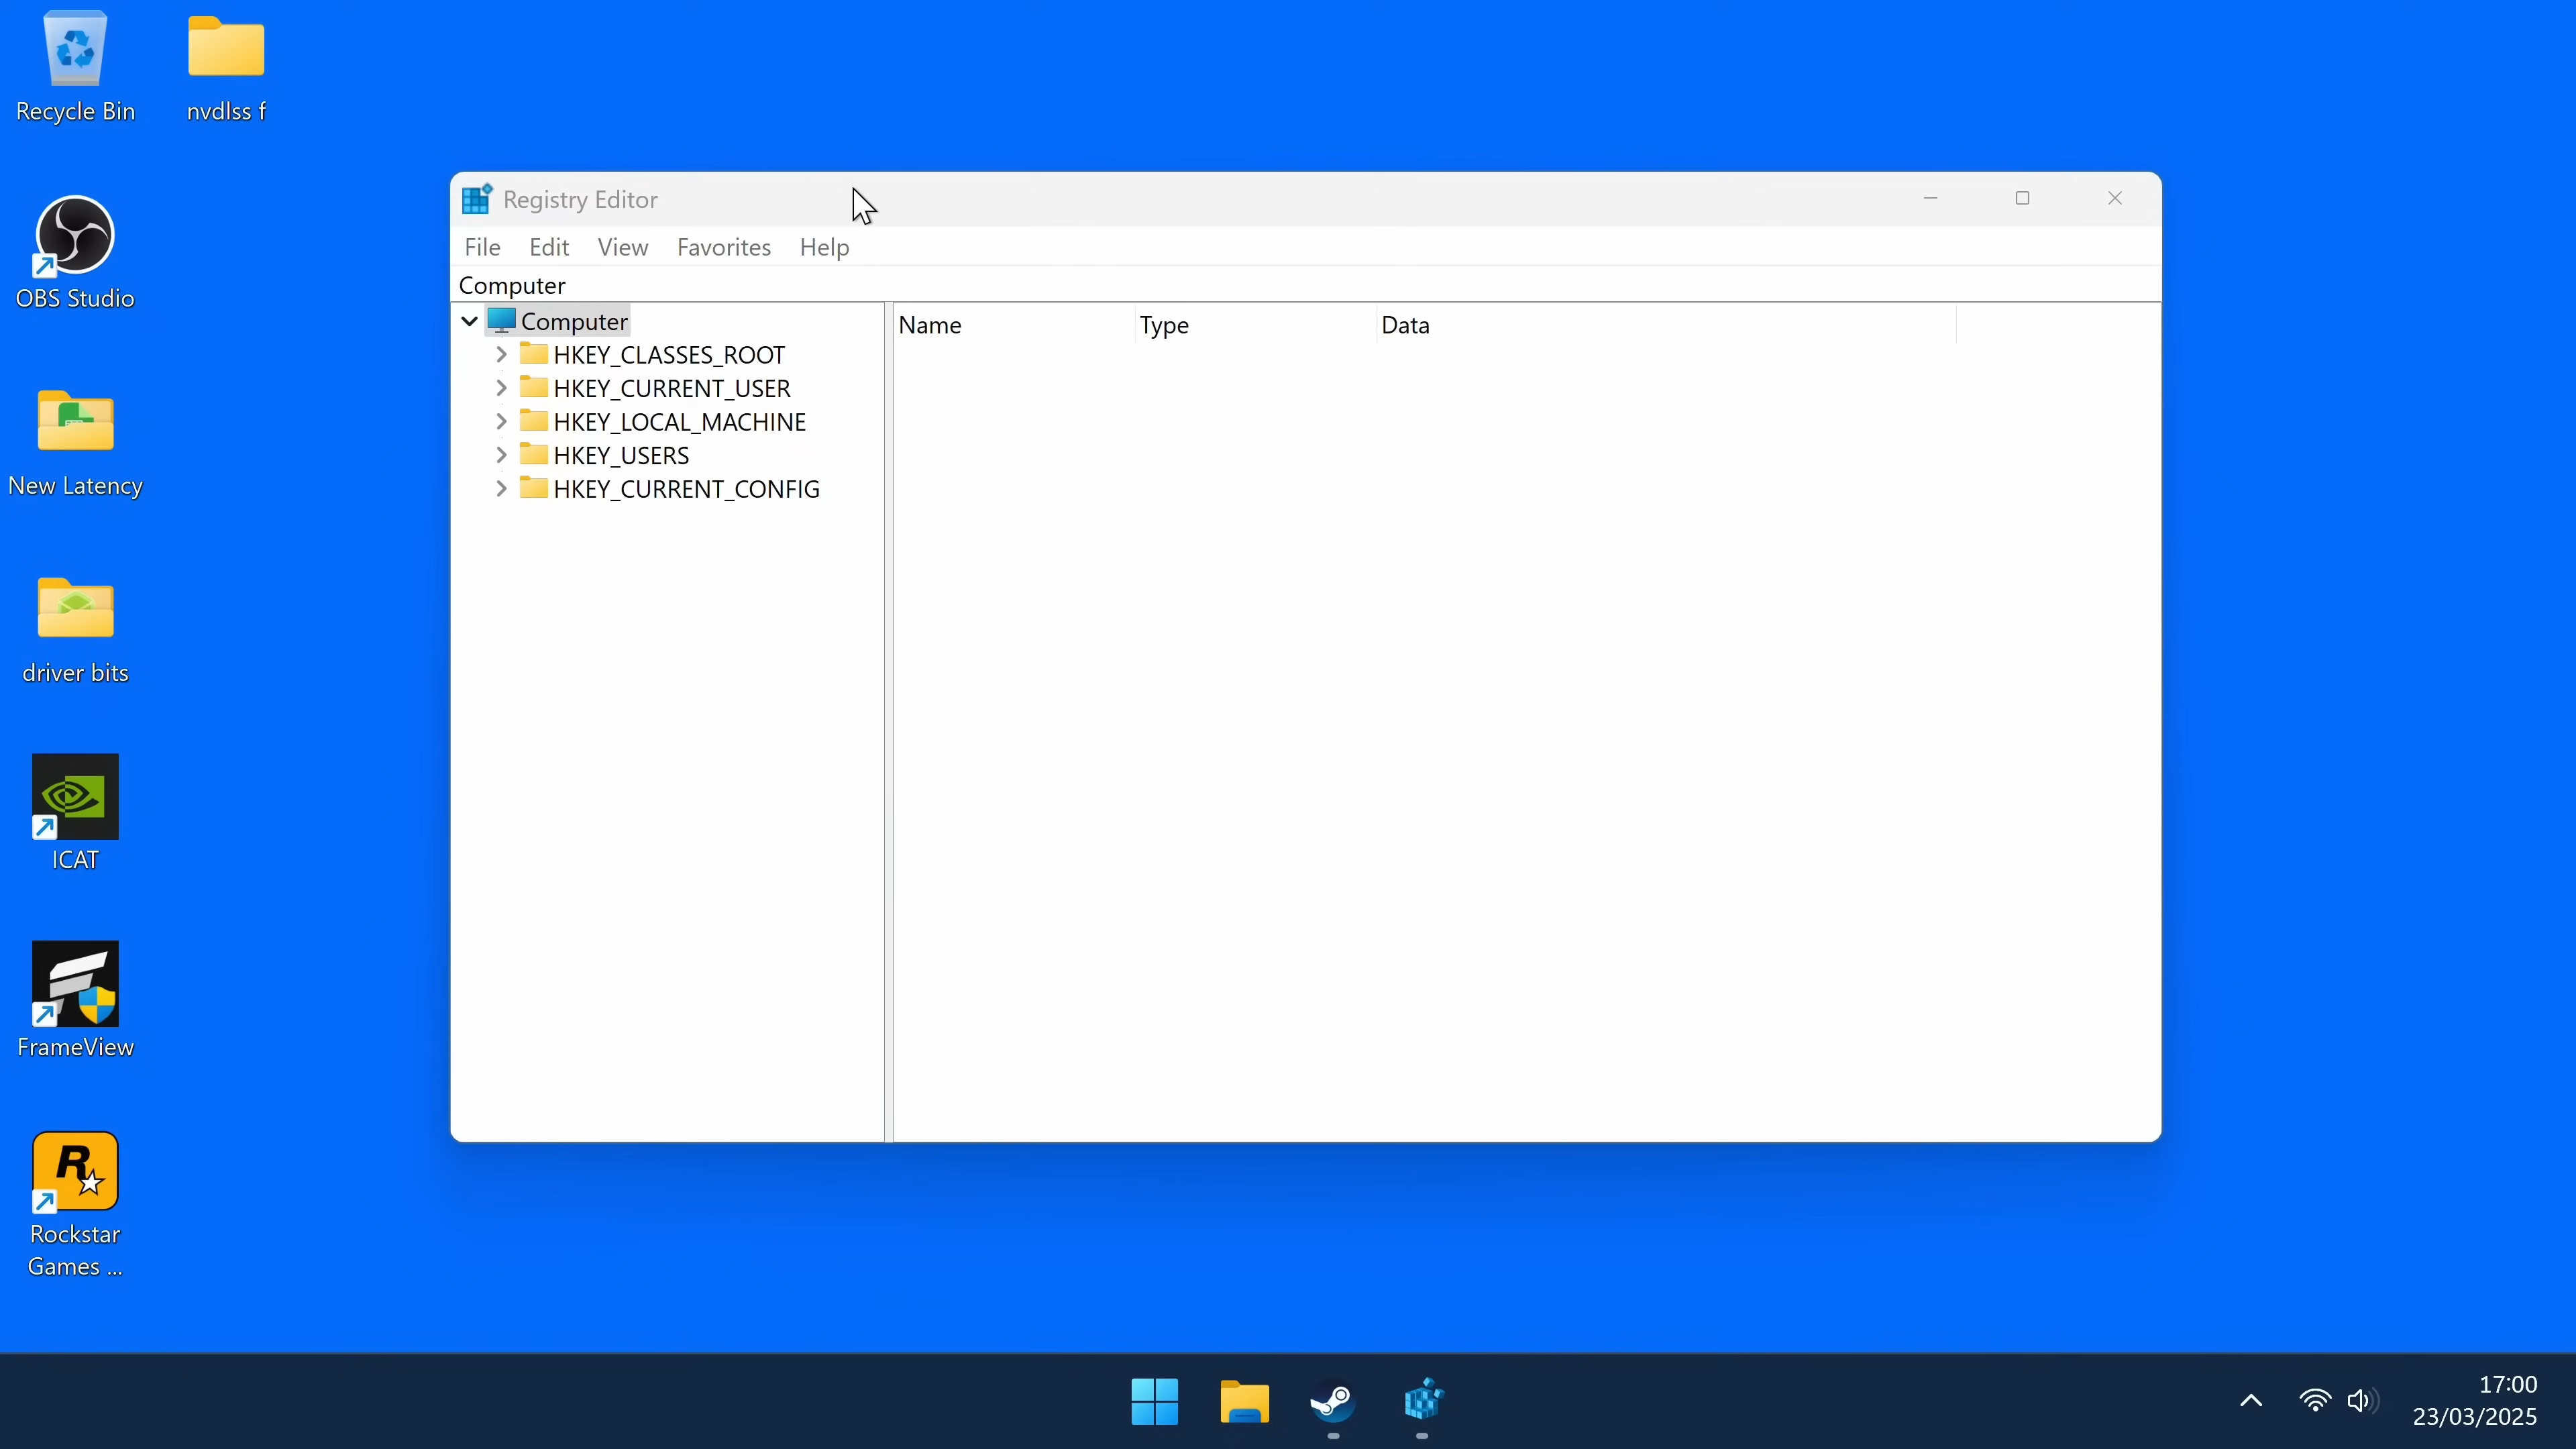 Recycle Bin
nvdlss f
OBS Studio
New Latency
driver bits
ICAT
FrameView
R
Rockstar
Games ...
Registry Editor
File Edit View Favorites Help
Computer
Computer
HKEY_CLASSES_ROOT
HKEY_CURRENT_USER
HKEY_LOCAL_MACHINE
HKEY_USERS
HKEY_CURRENT_CONFIG
Name Type Data
17:00
23/03/2025